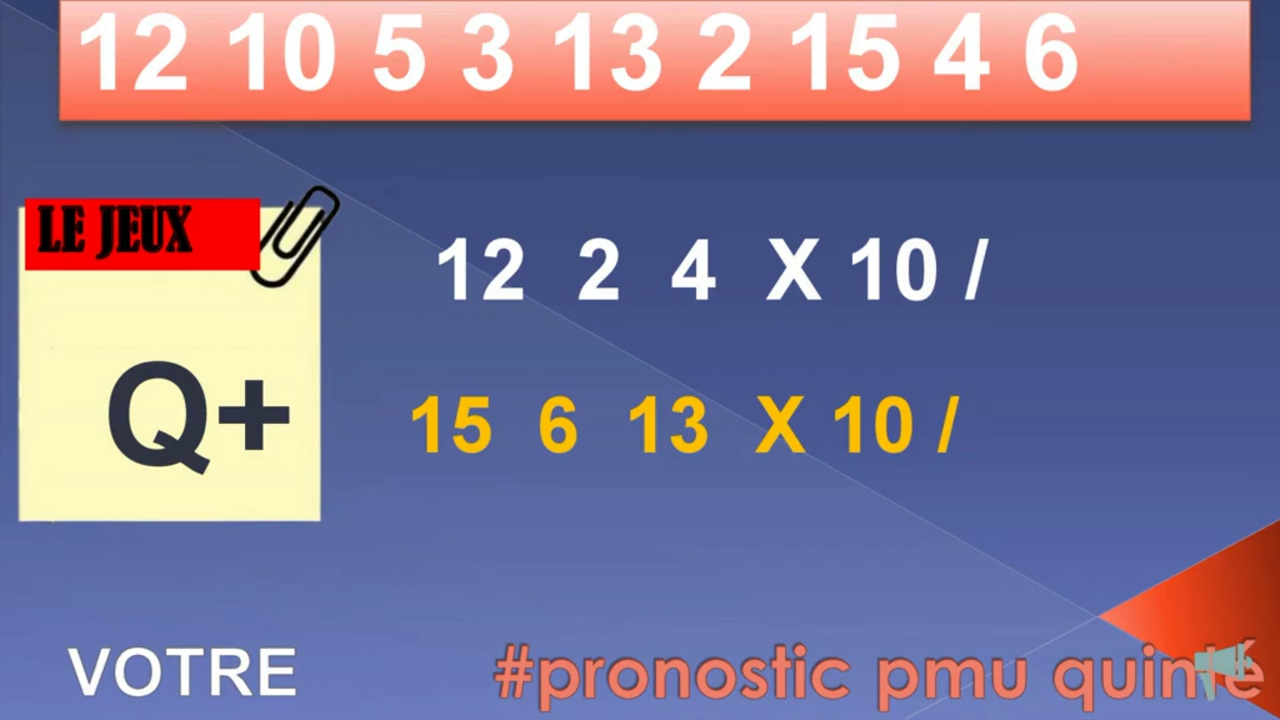 12 10 5 3 13 2 15 4 6
LE JEUX
12 2 4 X 10 /
Q+
15 6 13 X 10 /
VOTRE
#pronostic pmu quinté